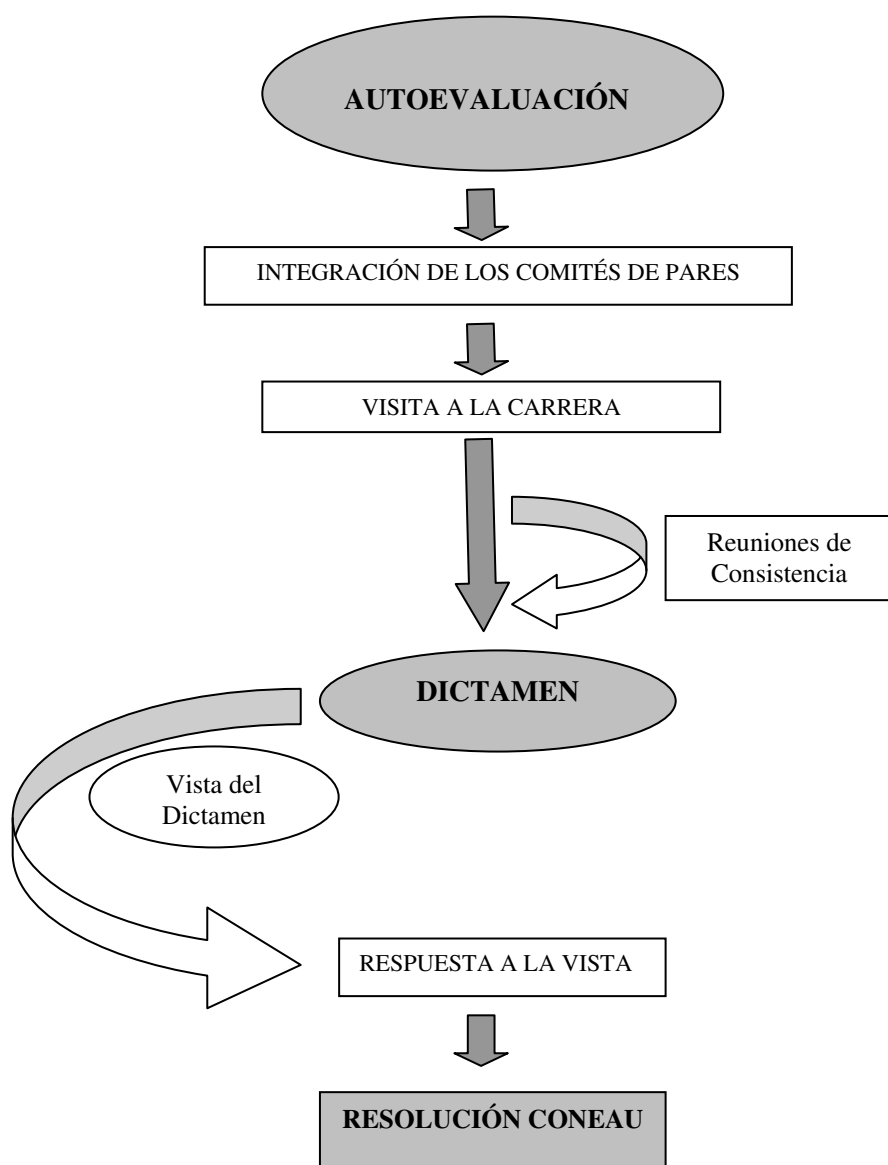 AUTOEVALUACIÓN
INTEGRACIÓN DE LOS COMITÉS DE PARES
VISITA A LA CARRERA
Reuniones de
Consistencia
DICTAMEN
Vista del
Dictamen
RESPUESTA A LA VISTA
RESOLUCIÓN CONEAU